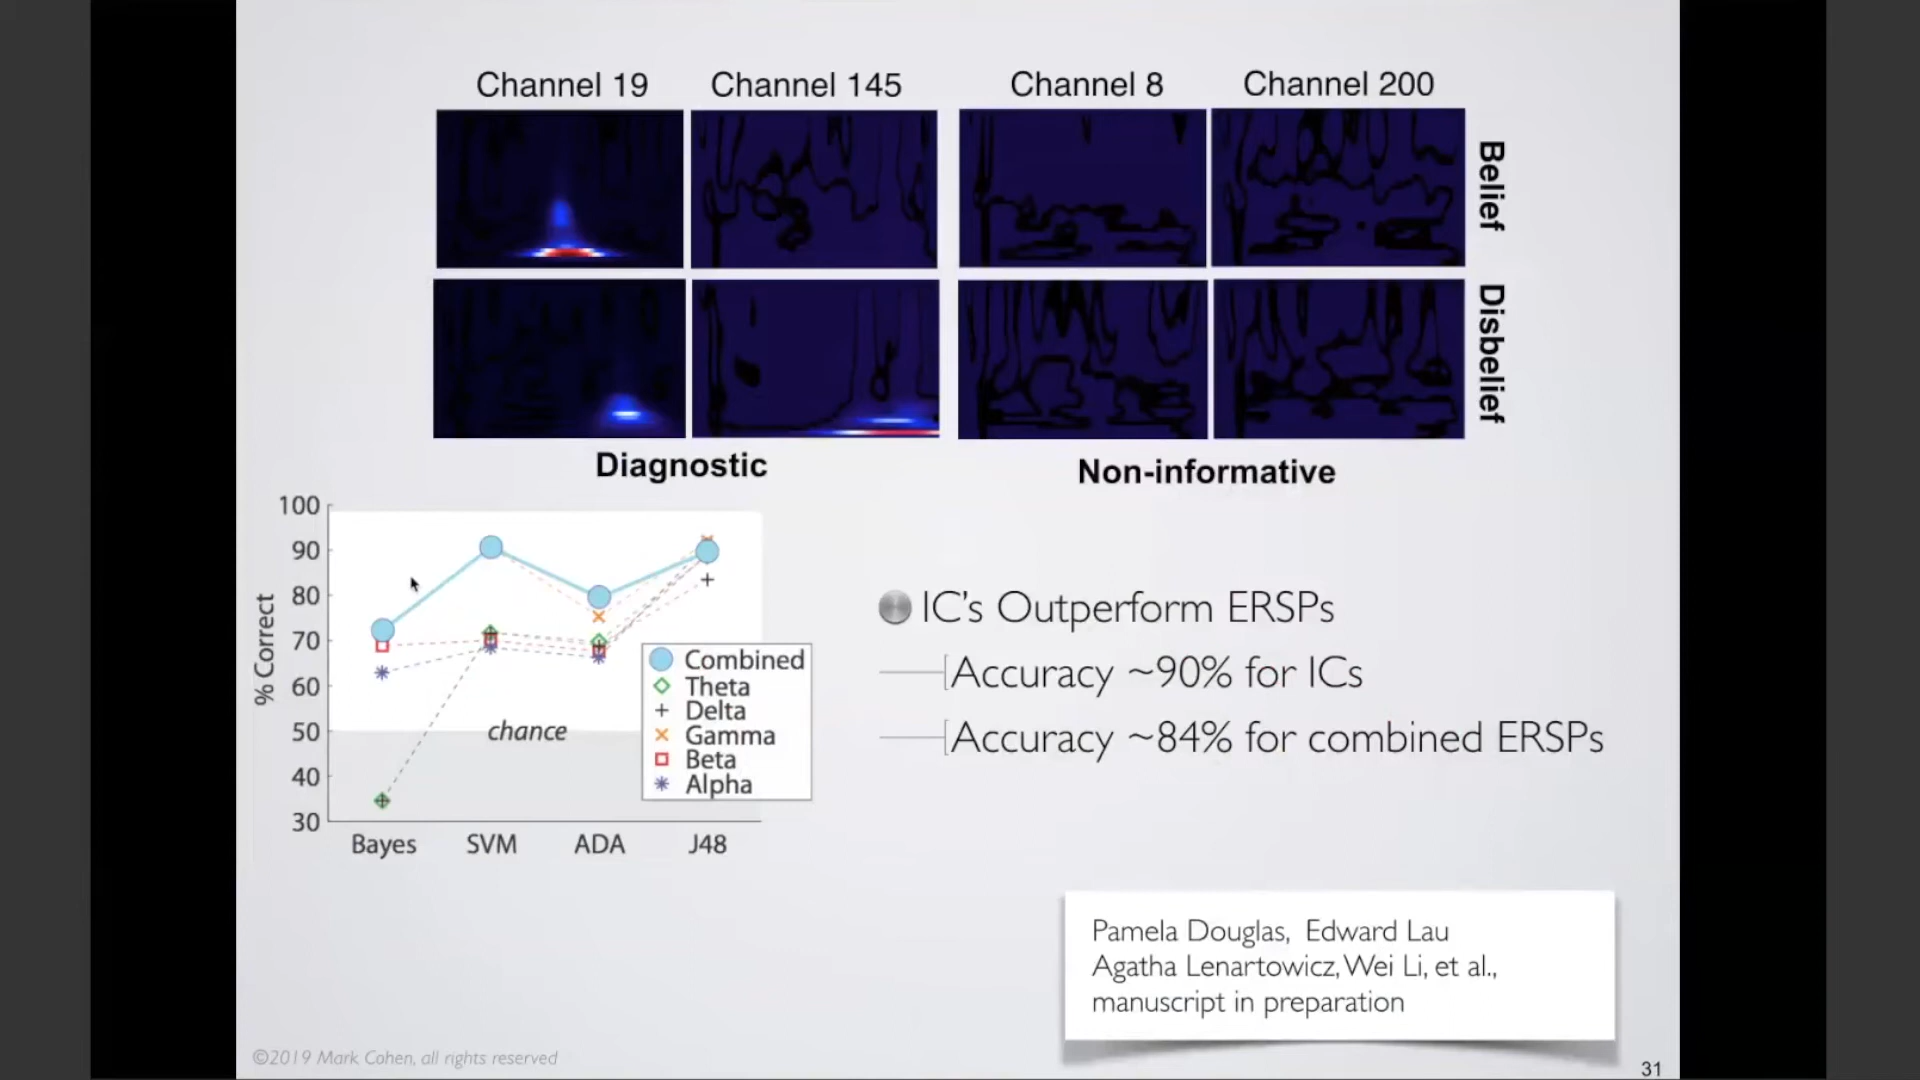 Channel 19 Channel 145 Channel 8 Channel 200
Belief
Disbelief
Diagnostic
Non-informative
100
90
80
70
60
50
40
30
% Correct
chance
Combined
Theta
Delta
Gamma
Beta
Alpha
Bayes SVM ADA J48
IC's Outperform ERSPs
Accuracy ~90% for ICs
Accuracy ~84% for combined ERSPs
Pamela Douglas, Edward Lau
Agatha Lenartowicz, Wei Li, et al.,
manuscript in preparation
©2019 Mark Cohen, all rights reserved
31